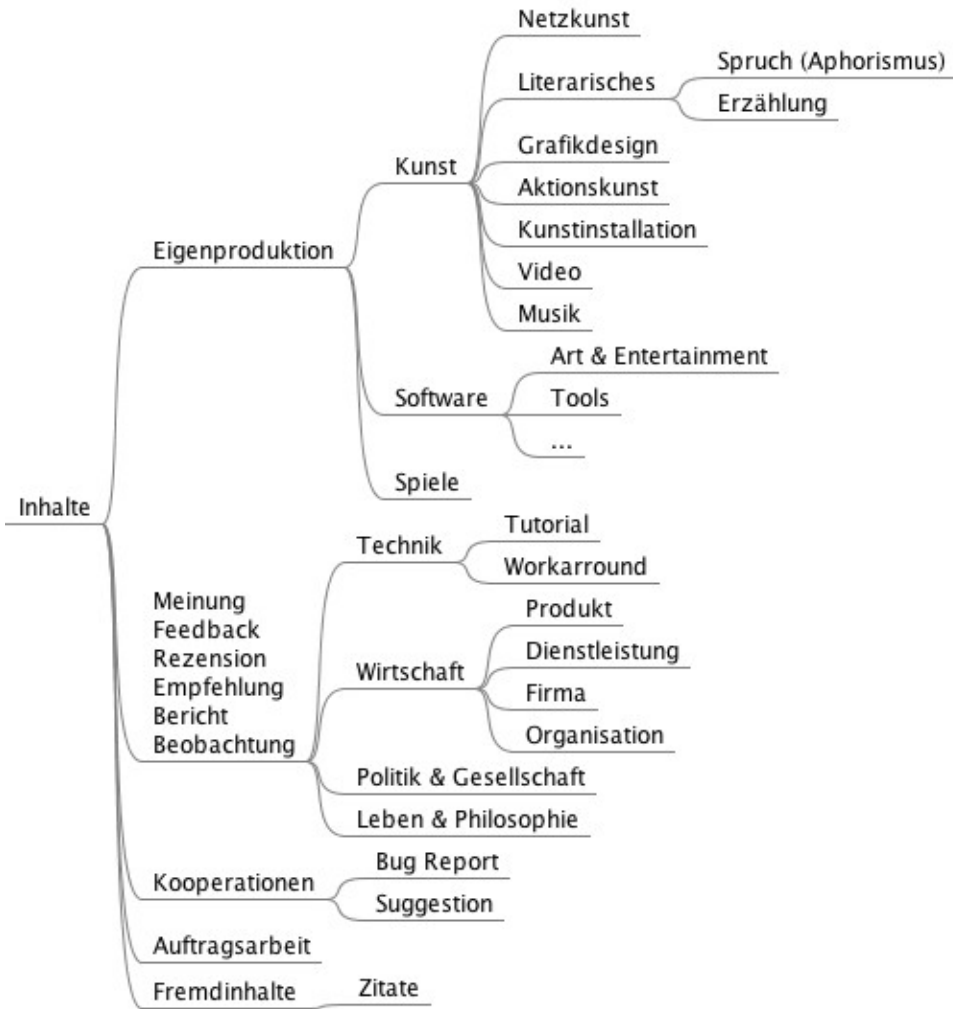 Netzkunst
Spruch (Aphorismus)
Literarisches
Erzählung
Grafikdesign
Kunst
Aktionskunst
Kunstinstallation
Eigenproduktion
Video
Musik
Art & Entertainment
Software
Tools
...
Spiele
Inhalte
Tutorial
Technik
Workarround
Meinung
Feedback
Rezension
Empfehlung
Bericht
Beobachtung
Produkt
Dienstleistung
Wirtschaft
Firma
Organisation
Politik & Gesellschaft
Leben & Philosophie
Bug Report
Kooperationen
Suggestion
Auftragsarbeit
Fremdinhalte
Zitate